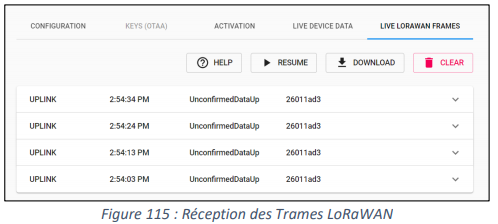 CONFIGURATION KEYS (OTAA) ACTIVATION LIVE DEVICE DATA LIVE LORAWAN FRAMES
HELP RESUME DOWNLOAD CLEAR
UPLINK 2:54:34 PM UnconfirmedDataUp 26011ad3
UPLINK 2:54:24 PM UnconfirmedDataUp 26011ad3
UPLINK 2:54:13 PM UnconfirmedDataUp 26011ad3
UPLINK 2:54:03 PM UnconfirmedDataUp 26011ad3
Figure 115 : Réception des Trames LoRaWAN